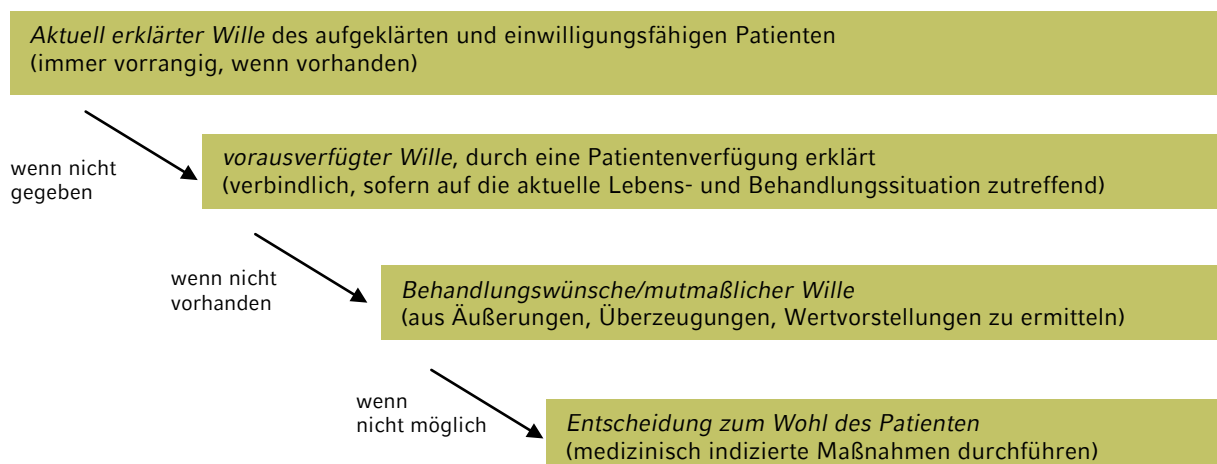 Aktuell erklärter Wille des aufgeklärten und einwilligungsfähigen Patienten
(immer vorrangig, wenn vorhanden)
wenn nicht
gegeben
vorausverfügter Wille, durch eine Patientenverfügung erklärt
(verbindlich, sofern auf die aktuelle Lebens- und Behandlungssituation zutreffend)
wenn nicht
vorhanden
Behandlungswünsche/mutmaßlicher Wille
(aus Äußerungen, Überzeugungen, Wertvorstellungen zu ermitteln)
wenn
nicht möglich
Entscheidung zum Wohl des Patienten
(medizinisch indizierte Maßnahmen durchführen)